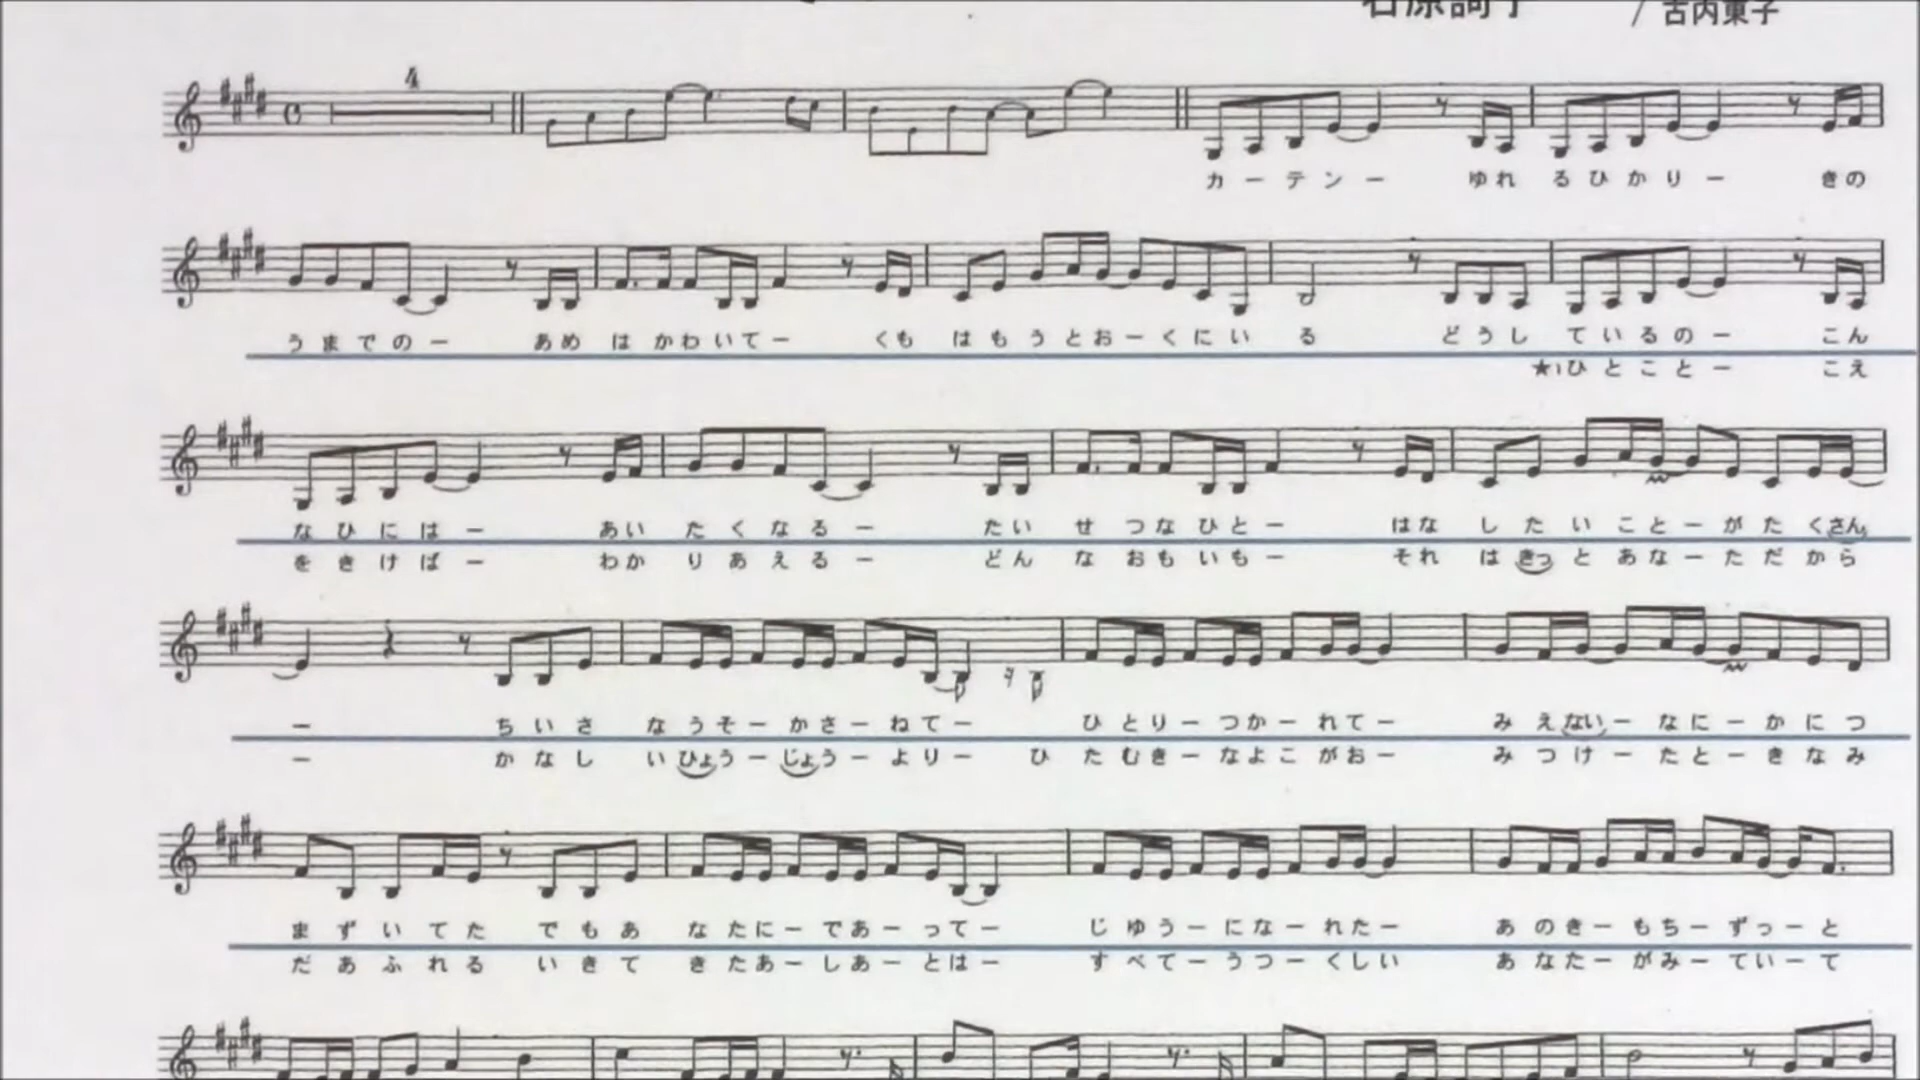 石原詢子 / 古内東子
4
カーテンー ゆれ るひかりー きの
うまでのー あめ は かわいてー くも はもうとおーくにい る どうし ているのー こん
★1ひとことー こえ
なひにはー あい たくなるー たい せ つなひとー はな し たいことーがた くさん
をきけばー わか りあえるー どん な おもいもー それ は きっ と あなーただから
ー ちいさ なうそーかさーねてー ひとりーつかーれてー みえないーなにーかにつ
ー かなし いひょうーじょうーよりー ひ たむきーなよこがおー みつけーたとーきなみ
まずいてた でもあ なたにーであーってー じゆうーになーれたー あのきーもちーずっーと
だあふれる いきて きたあーしあーとはー すべてーうつーくしい あなたーがみーていーて